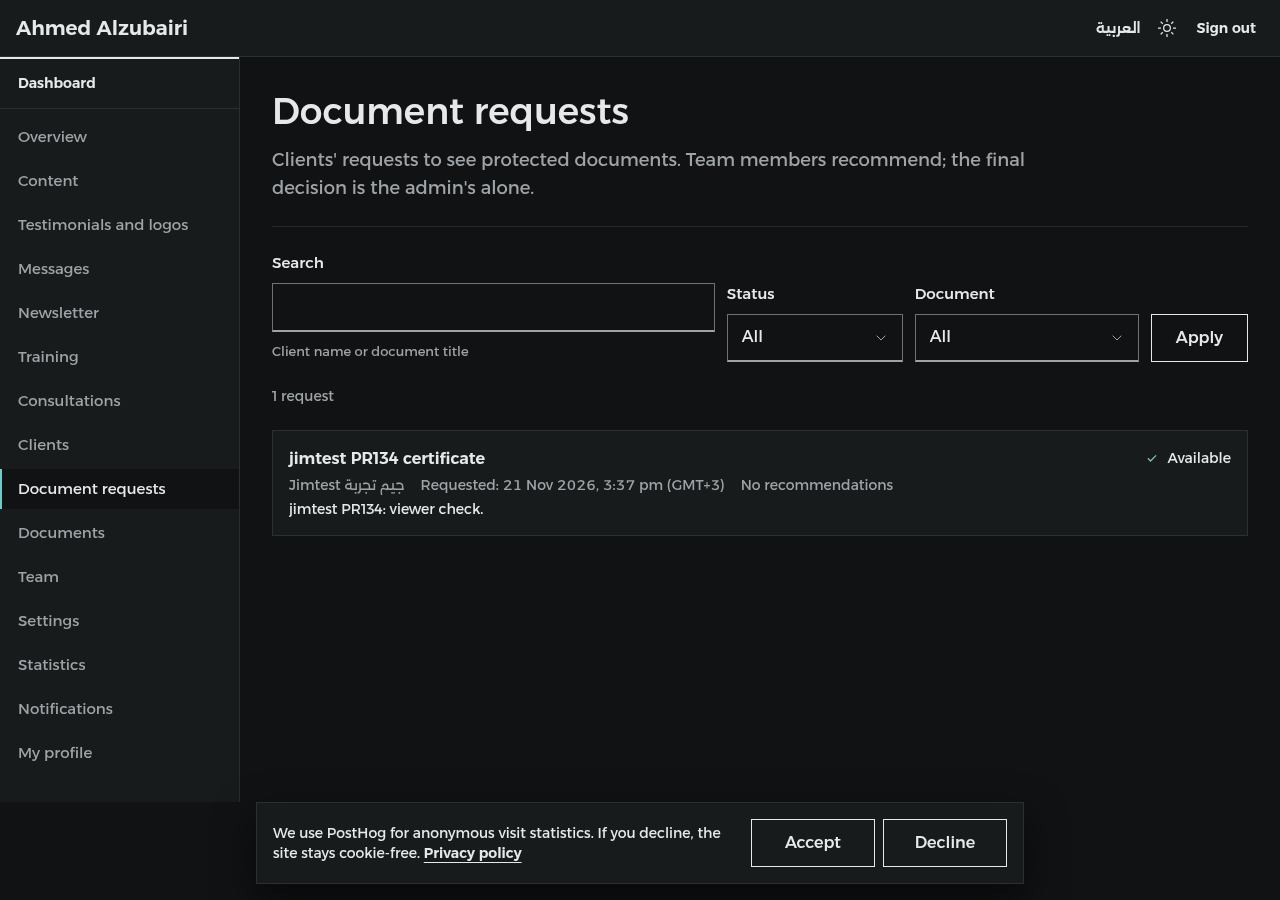 Ahmed Alzubairi
العربية
Sign out
Dashboard
Overview
Content
Testimonials and logos
Messages
Newsletter
Training
Consultations
Clients
Document requests
Documents
Team
Settings
Statistics
Notifications
My profile
Document requests
Clients' requests to see protected documents. Team members recommend; the final
decision is the admin's alone.
Search
Client name or document title
Status
All
Document
All
Apply
1 request
jimtest PR134 certificate
Available
Jimtest جيم تجربة Requested: 21 Nov 2026, 3:37 pm (GMT+3) No recommendations
jimtest PR134: viewer check.
We use PostHog for anonymous visit statistics. If you decline, the
site stays cookie-free. Privacy policy
Accept
Decline